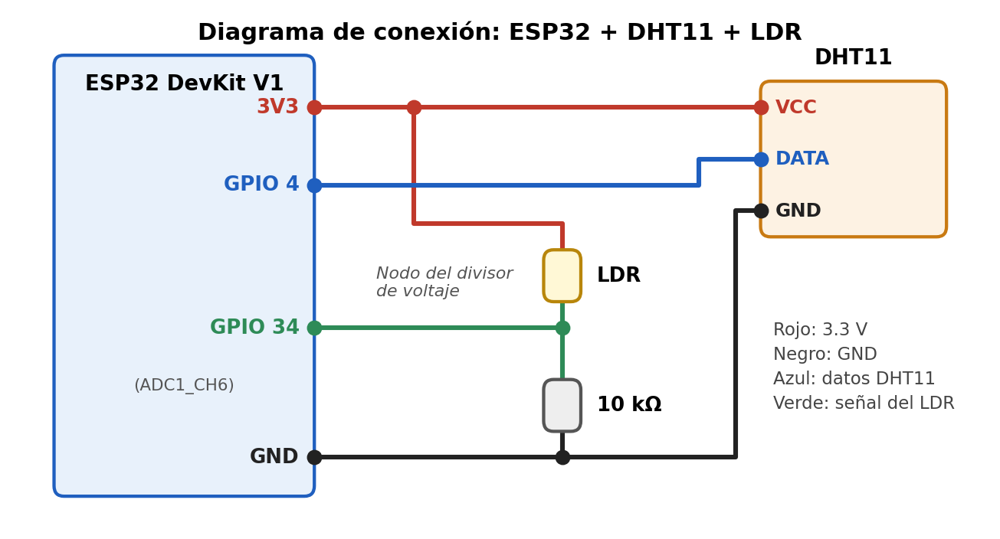 Diagrama de conexión: ESP32 + DHT11 + LDR
DHT11
ESP32 DevKit V1
3V3
VCC
DATA
GPIO 4
GND
Nodo del divisor
de voltaje
LDR
GPIO 34
Rojo: 3.3 V
Negro: GND
Azul: datos DHT11
Verde: señal del LDR
(ADC1_CH6)
10 kΩ
GND